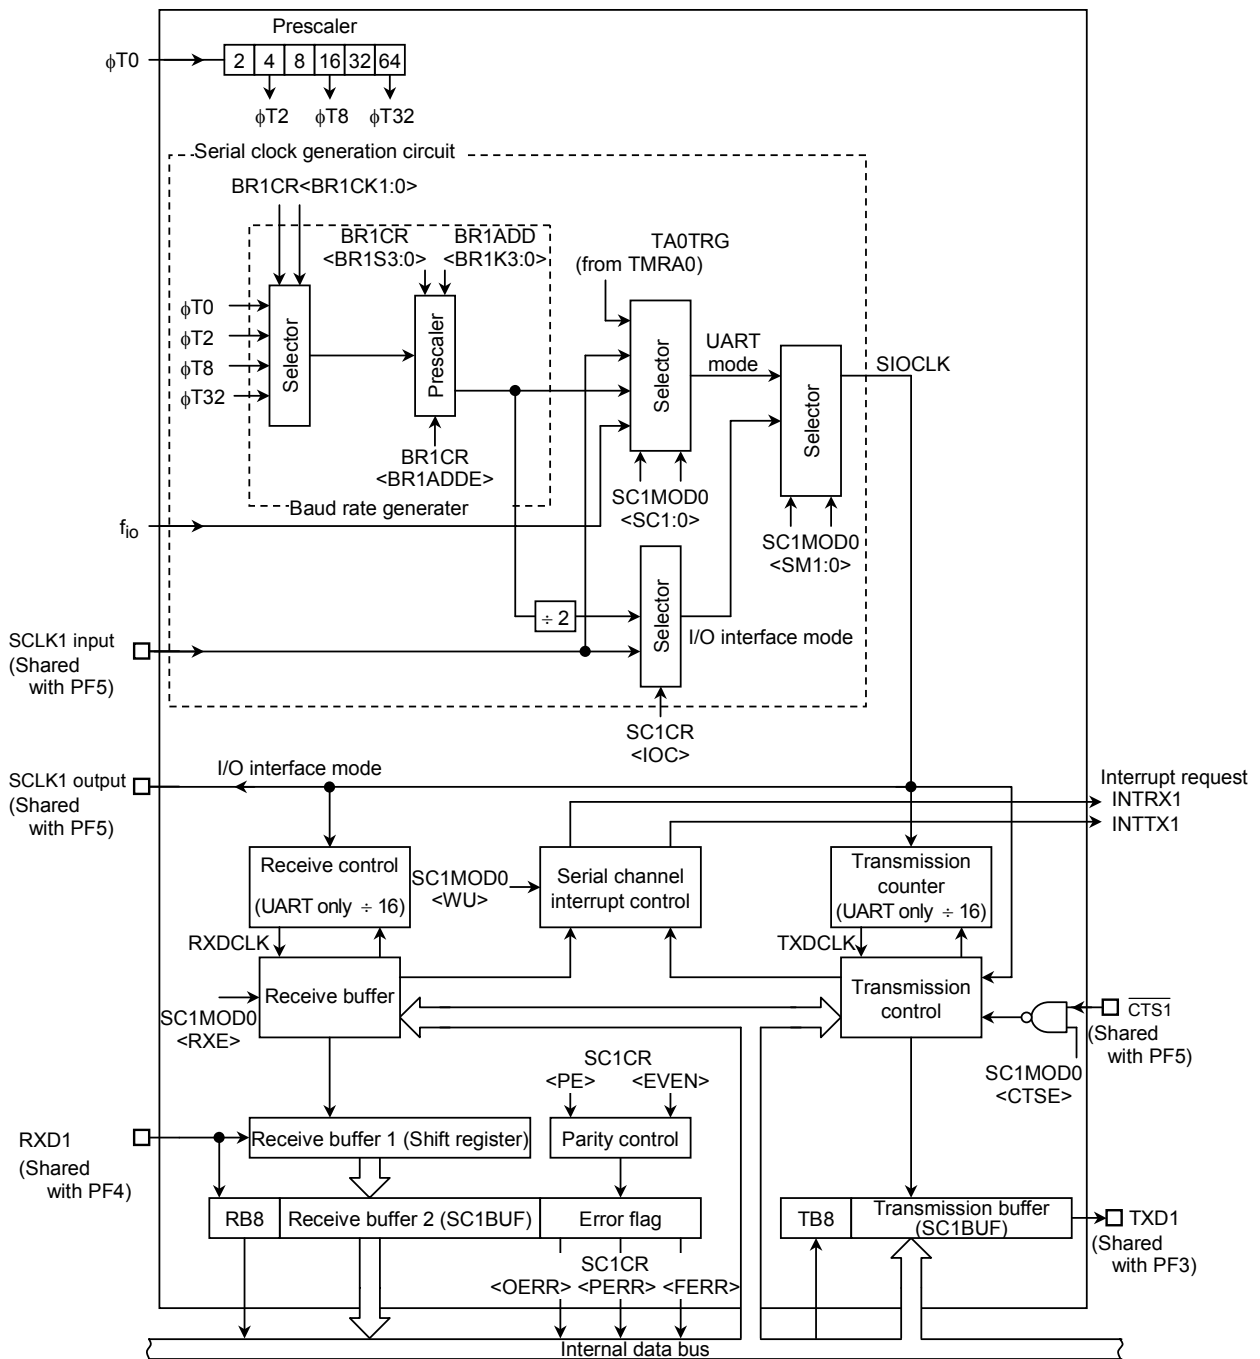 Prescaler
ϕT0
2 4 8 16 32 64
ϕT2 ϕT8 ϕT32
Serial clock generation circuit
BR1CR<BR1CK1:0>
BR1CR
<BR1S3:0>
BR1ADD
<BR1K3:0>
TA0TRG
(from TMRA0)
ϕT0
ϕT2
ϕT8
ϕT32
Selector
Prescaler
Selector
UART
mode
Selector
SIOCLK
BR1CR
<BR1ADDE>
Baud rate generater
SC1MOD0
<SC1:0>
SC1MOD0
<SM1:0>
fio
÷ 2
Selector
I/O interface mode
SCLK1 input
(Shared
with PF5)
SC1CR
<IOC>
SCLK1 output
(Shared
with PF5)
I/O interface mode
Interrupt request
INTRX1
INTTX1
Receive control
(UART only ÷ 16)
SC1MOD0
<WU>
Serial channel
interrupt control
Transmission
counter
(UART only ÷ 16)
RXDCLK
TXDCLK
SC1MOD0
<RXE>
Receive buffer
Transmission
control
CTS1
(Shared
with PF5)
SC1MOD0
<CTSE>
SC1CR
<PE> <EVEN>
RXD1
(Shared
with PF4)
Receive buffer 1 (Shift register)
Parity control
RB8
Receive buffer 2 (SC1BUF)
Error flag
TB8
Transmission buffer
(SC1BUF)
TXD1
(Shared
with PF3)
SC1CR
<OERR> <PERR> <FERR>
Internal data bus